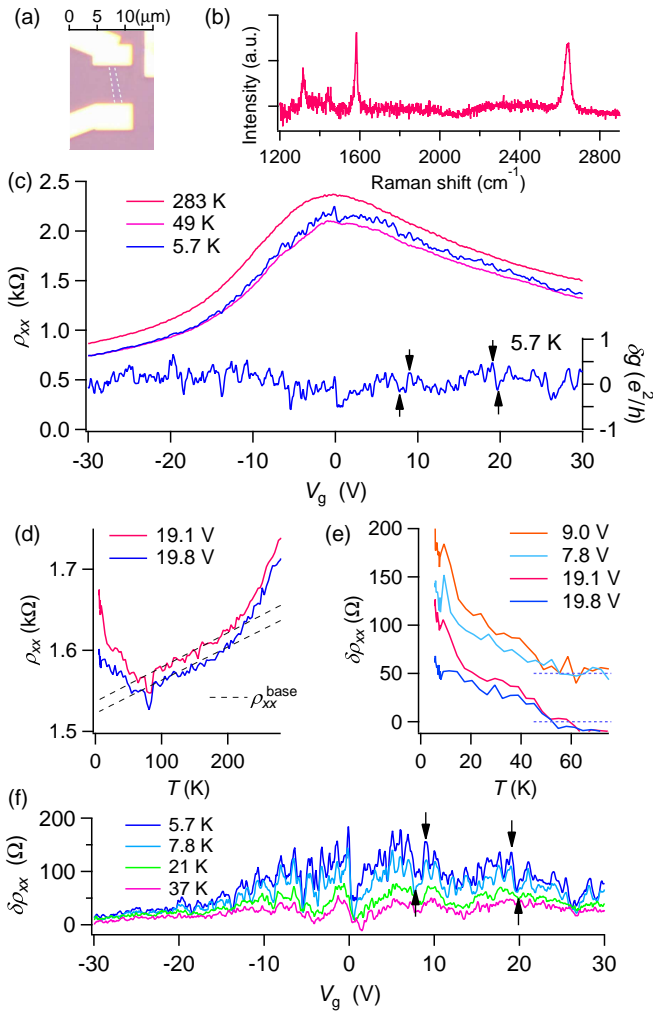 (a)
0 5 10(μm)
(b)
Intensity (a.u.)
1200 1600 2000 2400 2800
Raman shift (cm⁻¹)
(c)
283 K
49 K
5.7 K
2.5
2.0
1.5
1.0
0.5
0.0
ρxx (kΩ)
5.7 K
1
0
-1
δg (e²/h)
-30 -20 -10 0 10 20 30
Vg (V)
(d)
19.1 V
19.8 V
1.7
1.6
1.5
ρxx (kΩ)
ρxx^base
0 100 200
T (K)
(e)
9.0 V
7.8 V
19.1 V
19.8 V
200
150
100
50
0
δρxx (Ω)
0 20 40 60
T (K)
(f)
5.7 K
7.8 K
21 K
37 K
200
100
0
δρxx (Ω)
-30 -20 -10 0 10 20 30
Vg (V)